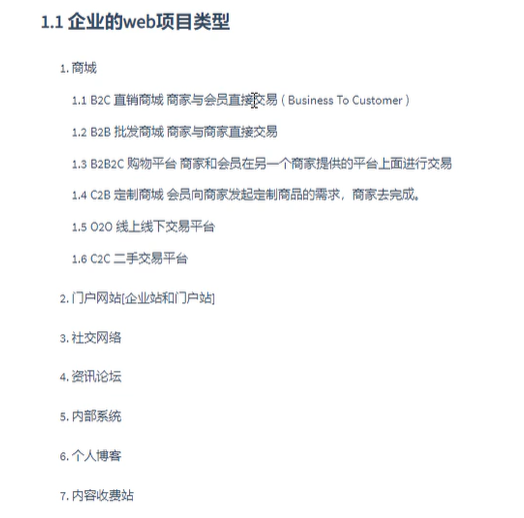 1.1 企业的web项目类型
1. 商城
1.1 B2C 直销商城 商家与会员直接交易 ( Business To Customer )
1.2 B2B 批发商城 商家与商家直接交易
1.3 B2B2C 购物平台 商家和会员在另一个商家提供的平台上面进行交易
1.4 C2B 定制商城 会员向商家发起定制商品的需求，商家去完成。
1.5 O2O 线上线下交易平台
1.6 C2C 二手交易平台
2. 门户网站[企业站和门户站]
3. 社交网络
4. 资讯论坛
5. 内部系统
6. 个人博客
7. 内容收费站